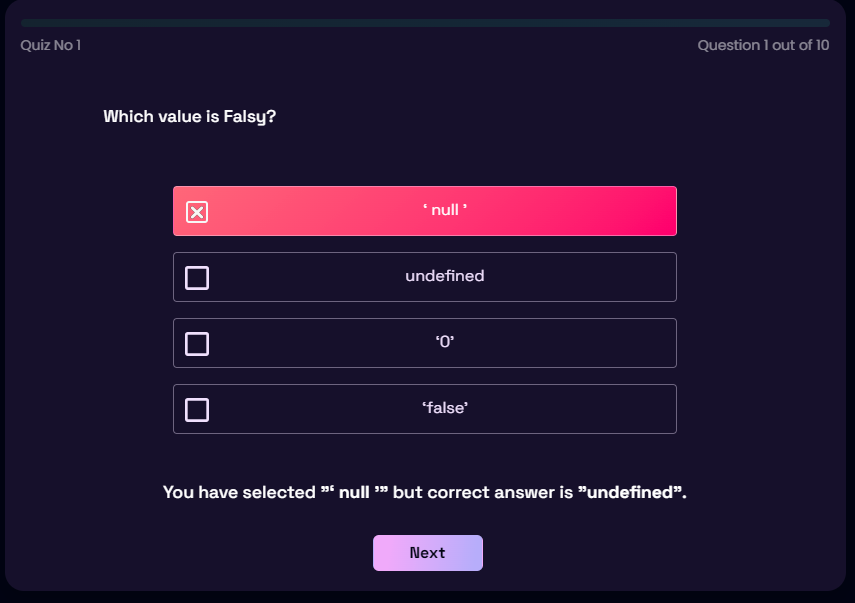 Quiz No 1
Question 1 out of 10
Which value is Falsy?
‘ null ’
undefined
‘0’
‘false’
You have selected ”‘ null ’” but correct answer is ”undefined”.
Next